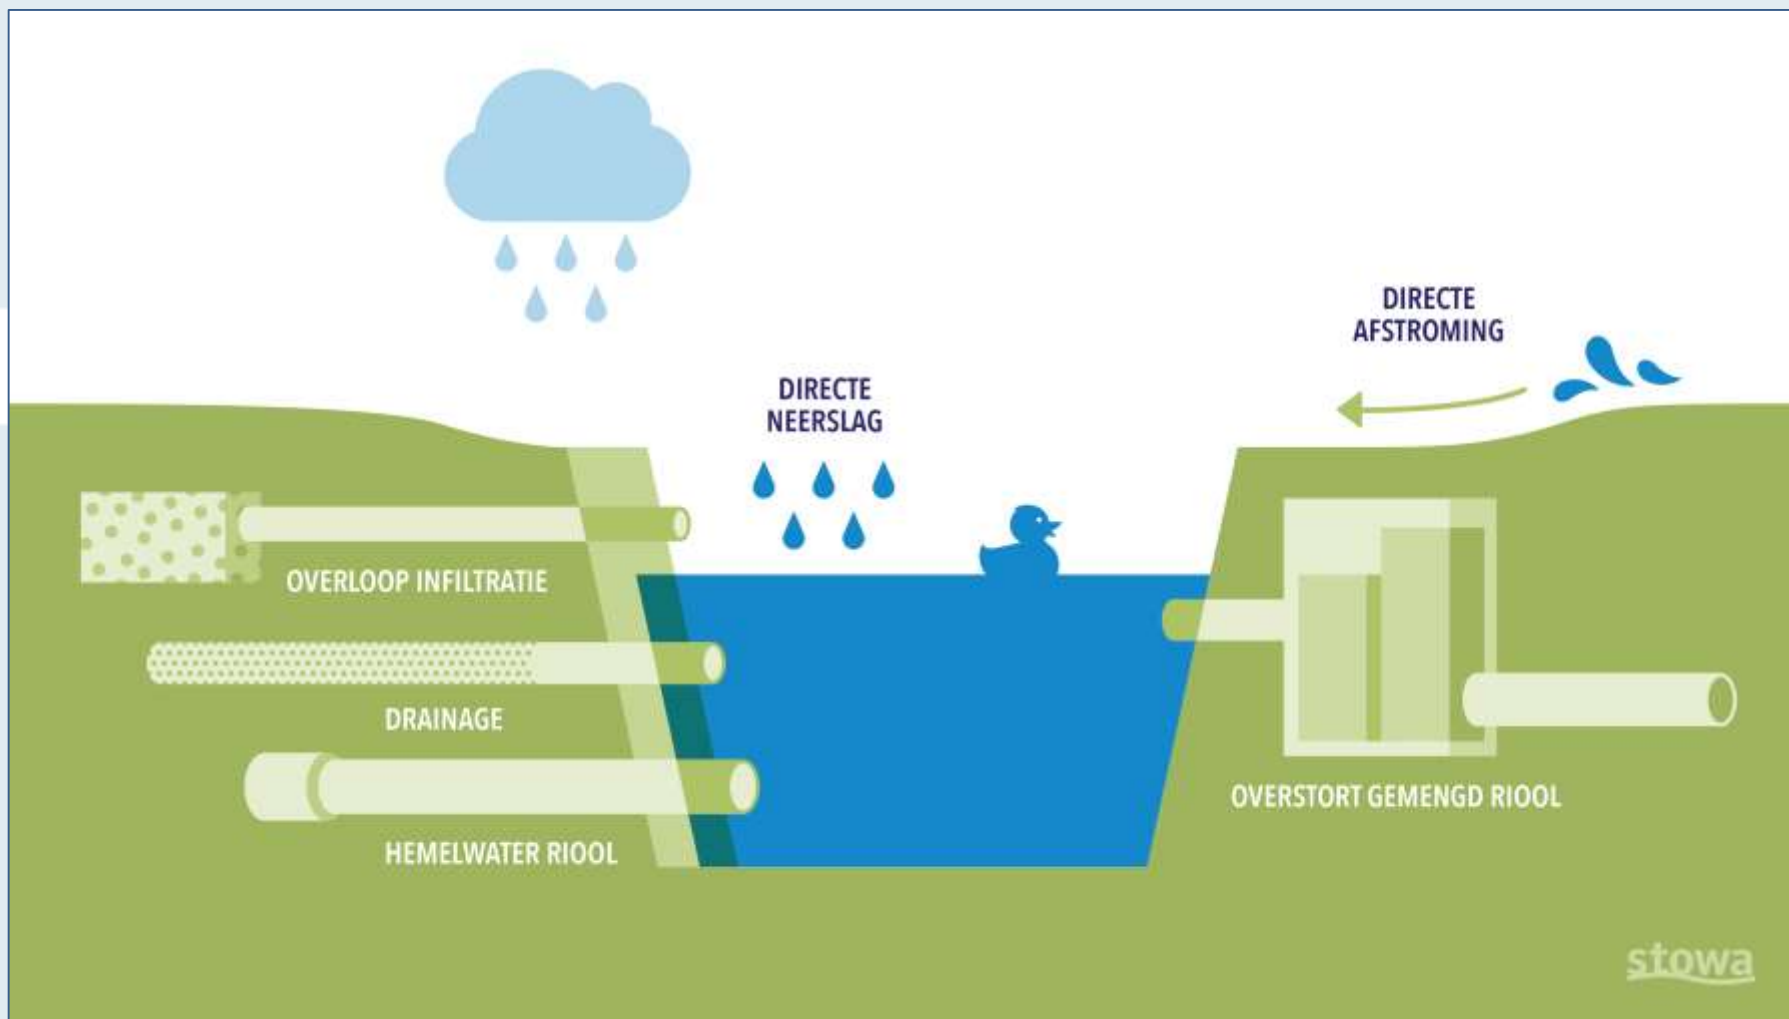 DIRECTE
AFSTROMING
DIRECTE
NEERSLAG
OVERLOOP INFILTRATIE
DRAINAGE
HEMELWATER RIOOL
OVERSTORT GEMENGD RIOOL
stowa